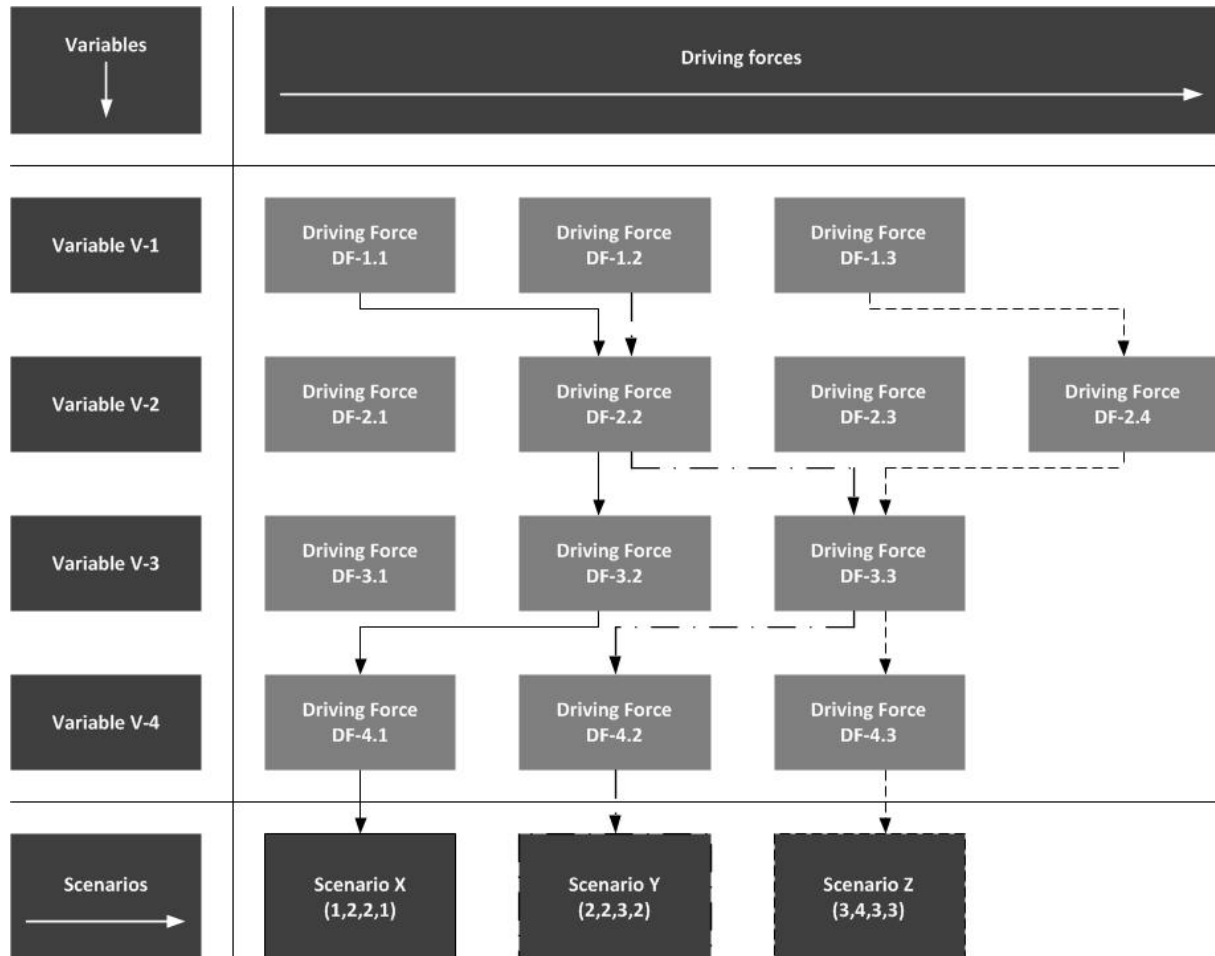 Variables
Driving forces
Variable V-1
Driving Force
DF-1.1
Driving Force
DF-1.2
Driving Force
DF-1.3
Variable V-2
Driving Force
DF-2.1
Driving Force
DF-2.2
Driving Force
DF-2.3
Driving Force
DF-2.4
Variable V-3
Driving Force
DF-3.1
Driving Force
DF-3.2
Driving Force
DF-3.3
Variable V-4
Driving Force
DF-4.1
Driving Force
DF-4.2
Driving Force
DF-4.3
Scenarios
Scenario X
(1,2,2,1)
Scenario Y
(2,2,3,2)
Scenario Z
(3,4,3,3)